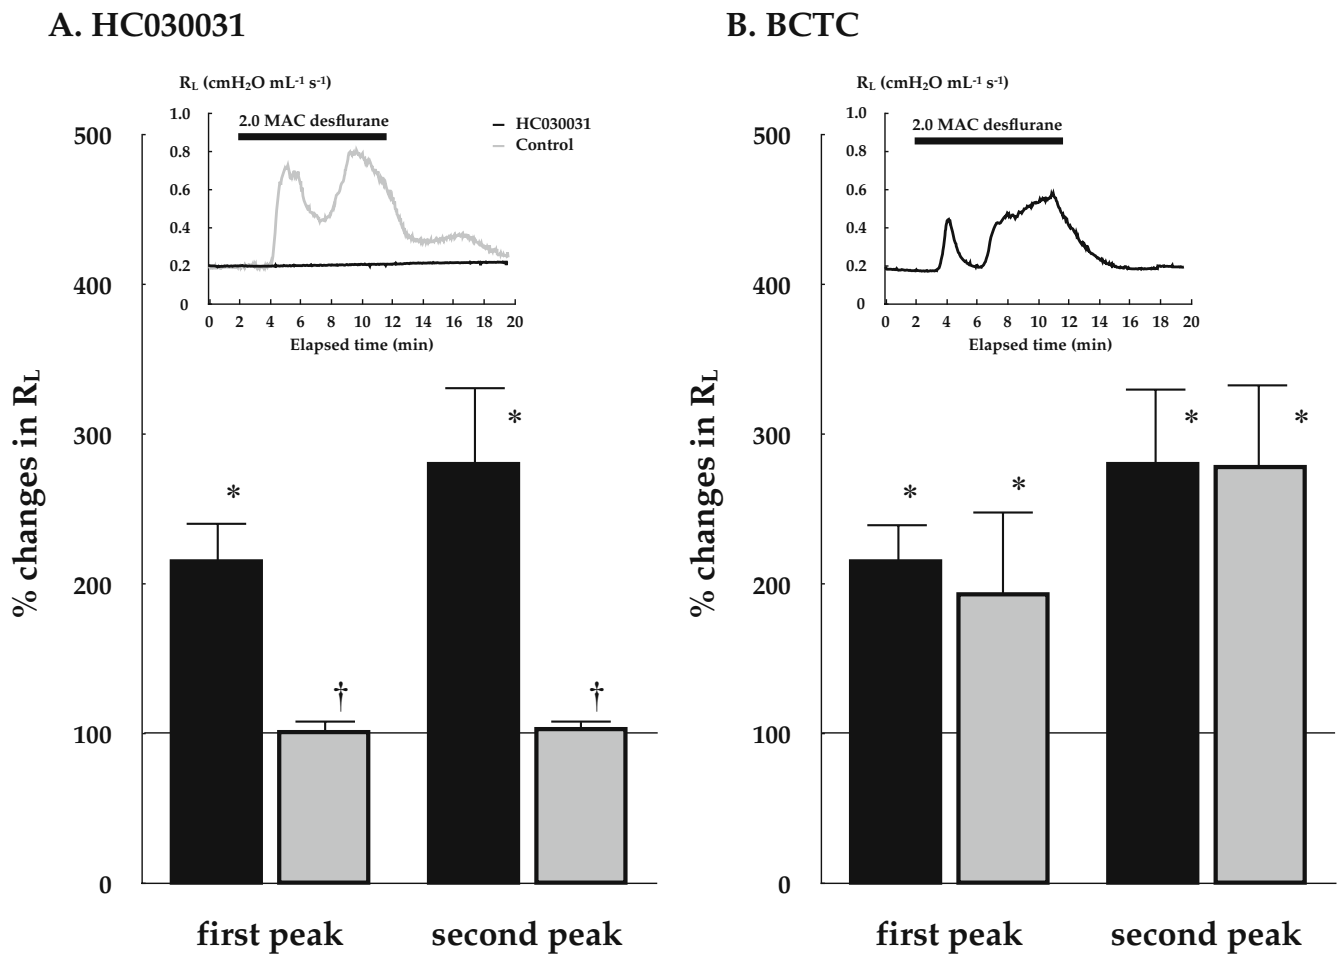 A. HC030031
R_L (cmH₂O mL⁻¹ s⁻¹)
1.0
0.8
0.6
0.4
0.2
0
2.0 MAC desflurane
HC030031
Control
0 2 4 6 8 10 12 14 16 18 20
Elapsed time (min)
% changes in R_L
500
400
300
200
100
0
*
†
*
†
first peak second peak
B. BCTC
R_L (cmH₂O mL⁻¹ s⁻¹)
1.0
0.8
0.6
0.4
0.2
0
2.0 MAC desflurane
0 2 4 6 8 10 12 14 16 18 20
Elapsed time (min)
% changes in R_L
500
400
300
200
100
0
*
*
*
*
first peak second peak